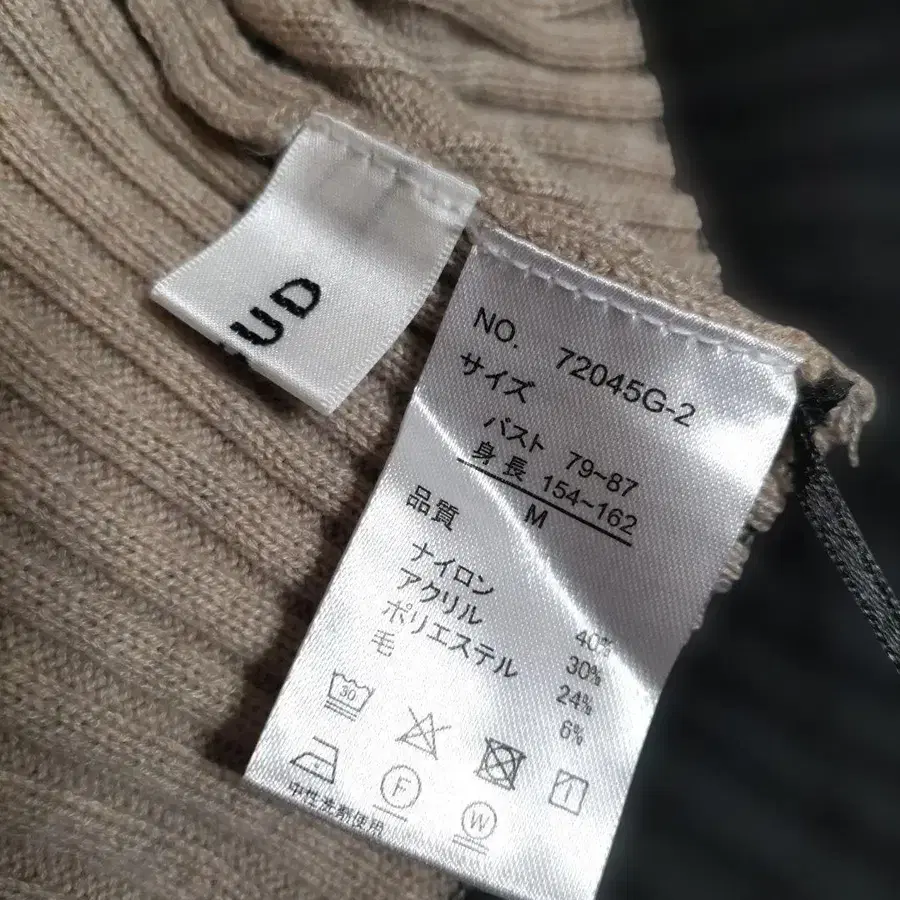 UD
NO. 72045G-2
サイズ
バスト 79~87
身長 154~162
M
品質
ナイロン 40%
アクリル 30%
ポリエステル 24%
毛 6%
30
F
W
中性洗剤使用